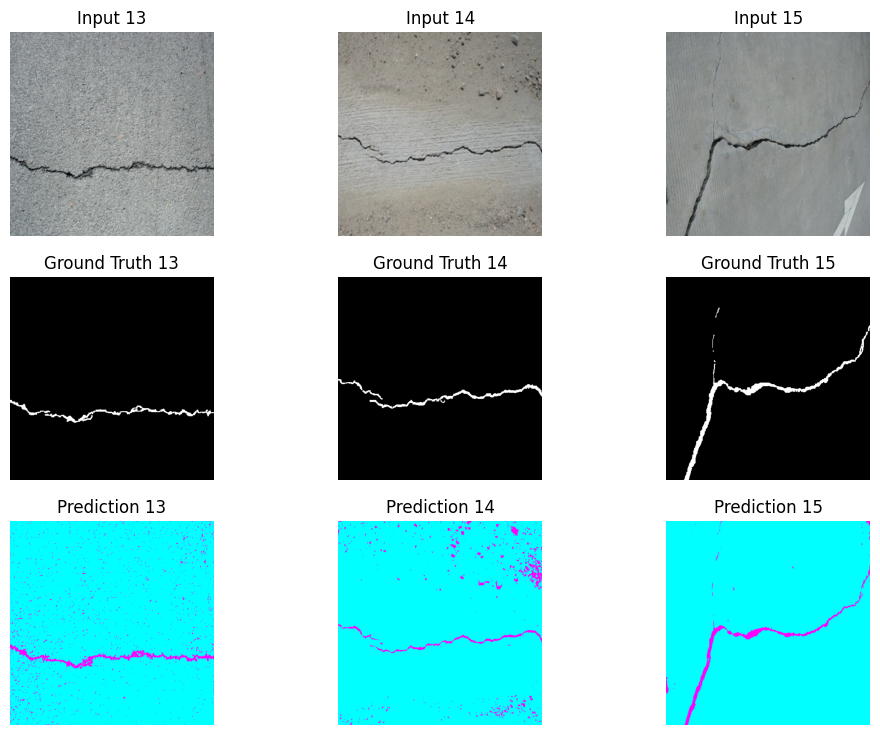 Input 13
Input 14
Input 15
Ground Truth 13
Ground Truth 14
Ground Truth 15
Prediction 13
Prediction 14
Prediction 15